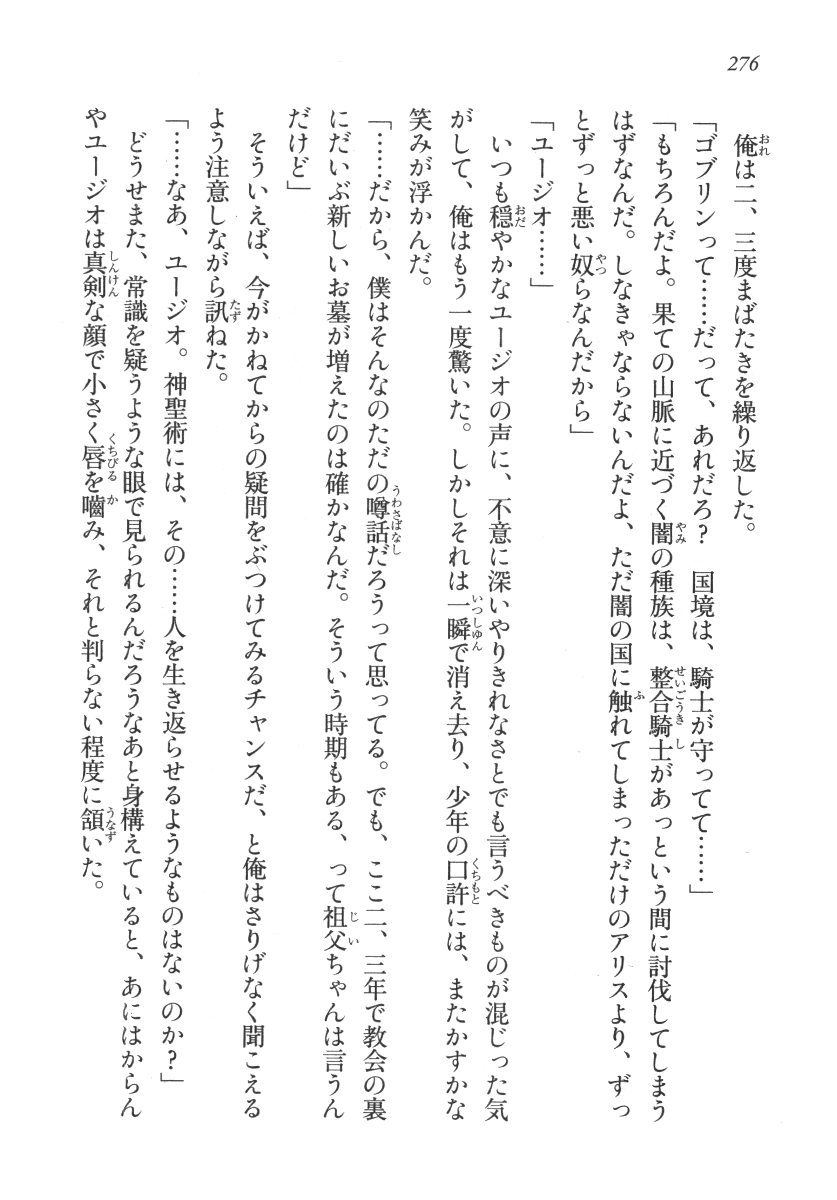 276
俺は二、三度まばたきを繰り返した。
「ゴブリンって……だって、あれだろ？　国境は、騎士が守ってて……」
「もちろんだよ。果ての山脈に近づく闇の種族は、整合騎士があっという間に討伐してしまう
はずなんだ。しなきゃならないんだよ、ただ闇の国に触れてしまっただけのアリスより、ずっ
とずっと悪い奴らなんだから」
「ユージオ……」
いつも穏やかなユージオの声に、不意に深いやりきれなさとでも言うべきものが混じった気
がして、俺はもう一度驚いた。しかしそれは一瞬で消え去り、少年の口許には、またかすかな
笑みが浮かんだ。
「……だから、僕はそんなのただの噂話だろうって思ってる。でも、ここ二、三年で教会の裏
にだいぶ新しいお墓が増えたのは確かなんだ。そういう時期もある、って祖父ちゃんは言うん
だけど」
そういえば、今がかねてからの疑問をぶつけてみるチャンスだ、と俺はさりげなく聞こえる
よう注意しながら訊ねた。
「……なあ、ユージオ。神聖術には、その……人を生き返らせるようなものはないのか？」
どうせまた、常識を疑うような眼で見られるんだろうなあと身構えていると、あにはからん
やユージオは真剣な顔で小さく唇を嚙み、それと判らない程度に頷いた。